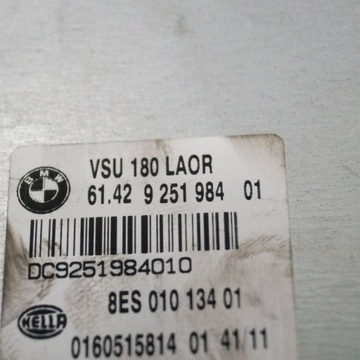 BMW
VSU 180 LAOR
61.42 9 251 984 01
DC9251984010
8ES 010 134 01
HELLA
0160515814 01 41/11